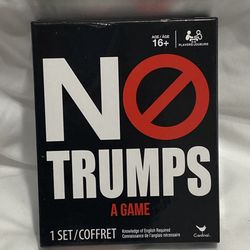 AGE / ÂGE
16+
PLAYERS/JOUEURS
NO
TRUMPS
A GAME
1 SET/COFFRET
Knowledge of English Required
Connaissance de l'anglais nécessaire
Cardinal